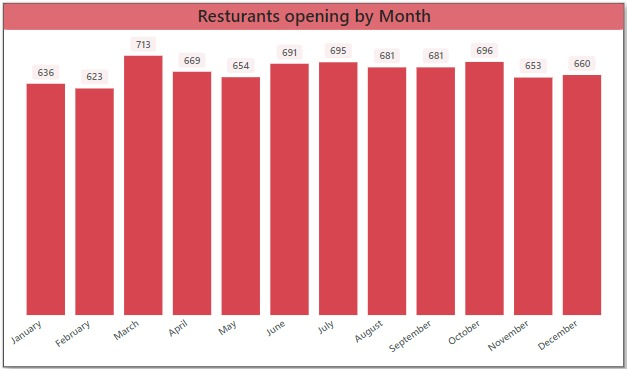 Resturants opening by Month
636
623
713
669
654
691
695
681
681
696
653
660
January
February
March
April
May
June
July
August
September
October
November
December